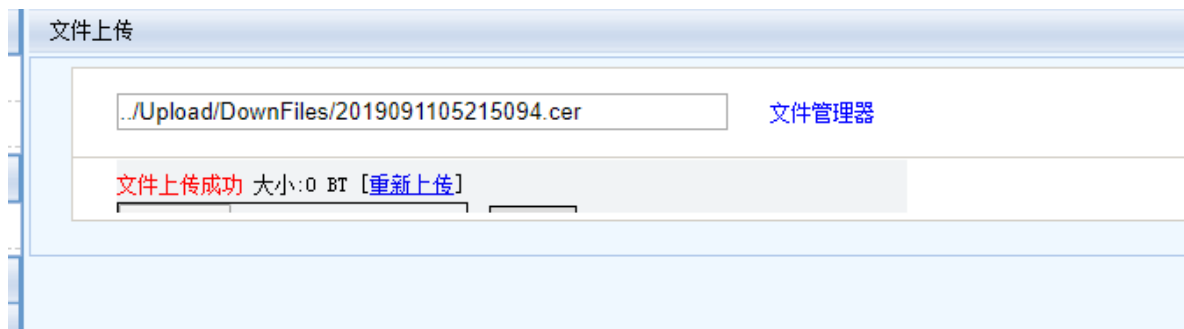 文件上传
../Upload/DownFiles/2019091105215094.cer 文件管理器
文件上传成功 大小:0 BT [重新上传]